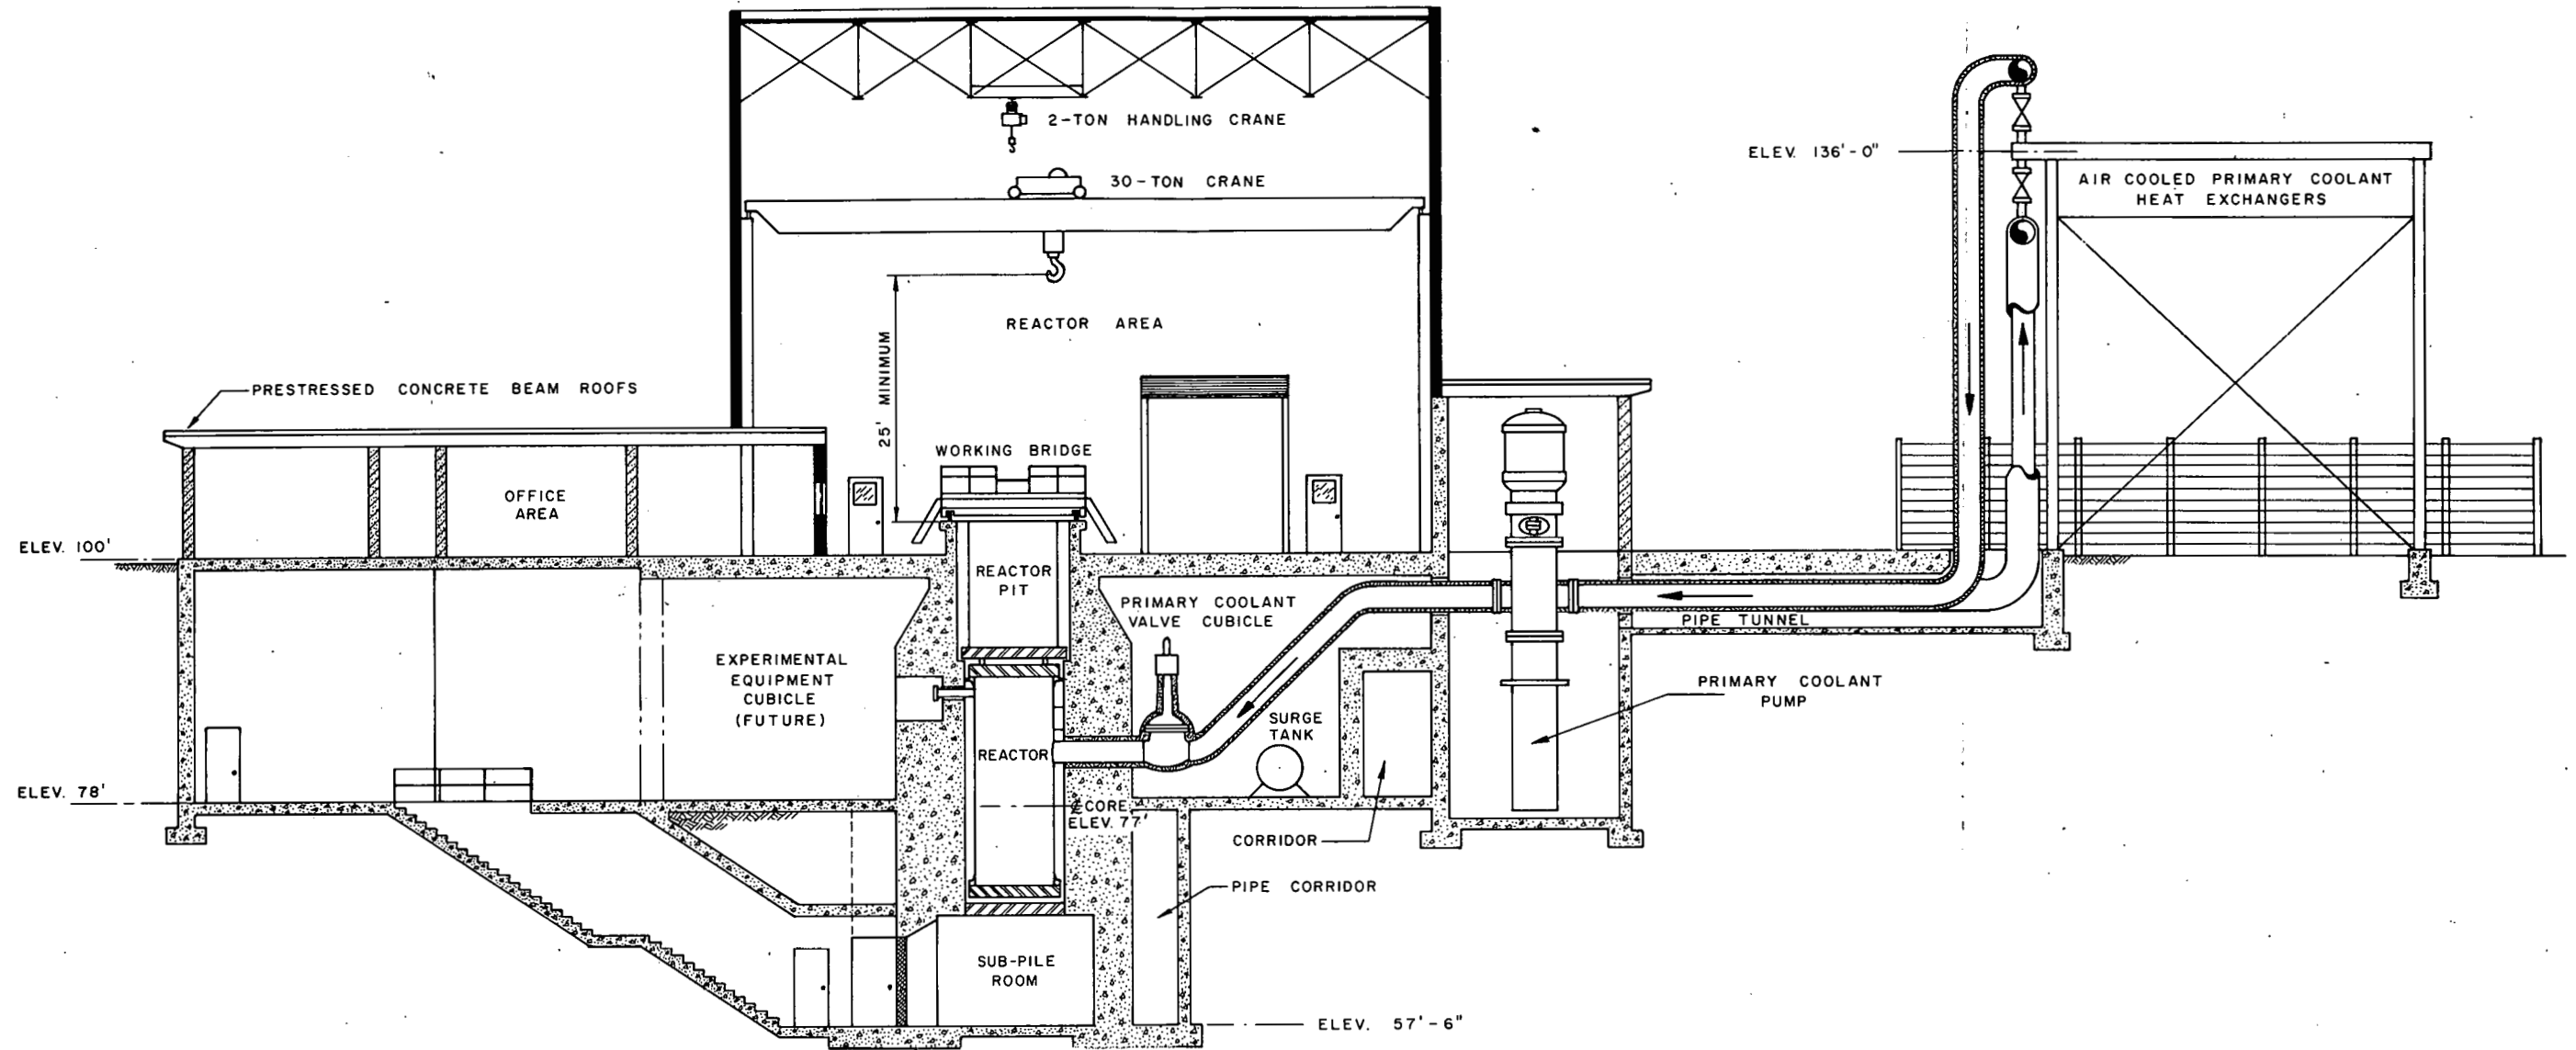 2-TON HANDLING CRANE
ELEV. 136'-0"
30-TON CRANE
AIR COOLED PRIMARY COOLANT
HEAT EXCHANGERS
REACTOR AREA
25' MINIMUM
PRESTRESSED CONCRETE BEAM ROOFS
WORKING BRIDGE
OFFICE
AREA
ELEV. 100'
REACTOR
PIT
PRIMARY COOLANT
VALVE CUBICLE
PIPE TUNNEL
EXPERIMENTAL
EQUIPMENT
CUBICLE
(FUTURE)
PRIMARY COOLANT
PUMP
SURGE
TANK
REACTOR
ELEV. 78'
℄ CORE
ELEV. 77'
CORRIDOR
PIPE CORRIDOR
SUB-PILE
ROOM
ELEV. 57'-6"